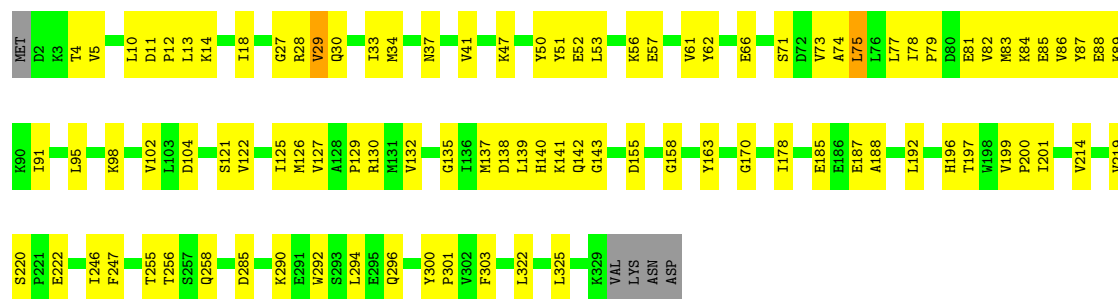 MET D2 K3 T4 V5 L10 D11 P12 L13 K14 I18 G27 R28 V29 Q30 I33 M34 N37 V41 K47 Y50 Y51 E52 L53 K56 E57 V61 Y62 E66 S71 D72 V73 A74 L75 L76 L77 I78 P79 D80 E81 V82 M83 K84 E85 V86 Y87 E88 K89
K90 I91 L95 K98 V102 L103 D104 S121 V122 I125 M126 V127 A128 P129 R130 M131 V132 G135 I136 M137 D138 L139 H140 K141 Q142 G143 D155 G158 Y163 G170 I178 E185 E186 E187 A188 L192 H196 T197 W198 V199 P200 I201 V214 V219
S220 P221 E222 I246 F247 T255 T256 S257 Q258 D285 K290 E291 W292 S293 L294 E295 Q296 Y300 P301 V302 F303 L322 L325 K329 VAL LYS ASN ASP